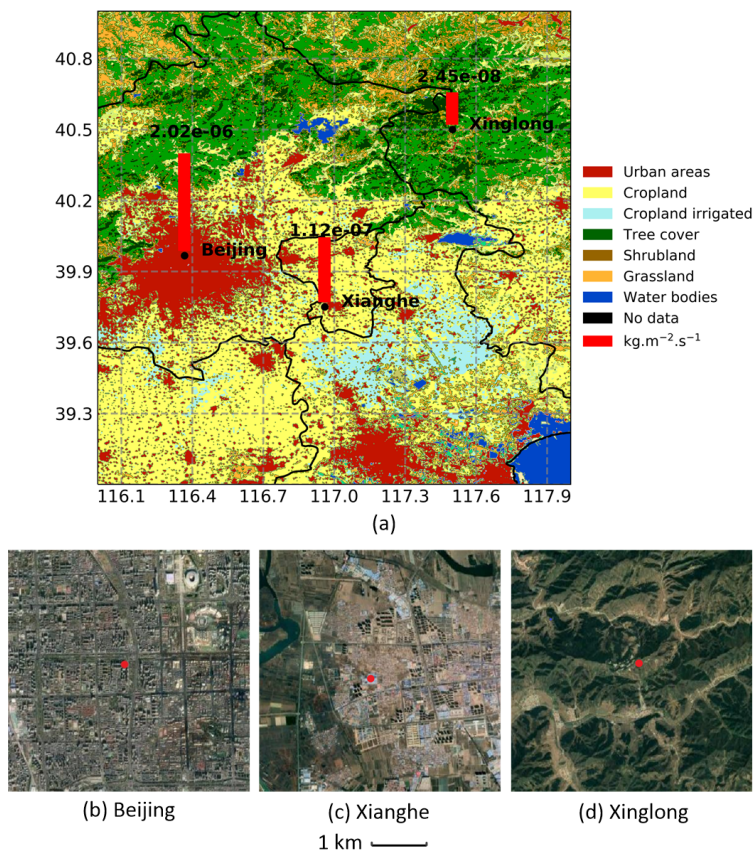 40.8
40.5
40.2
39.9
39.6
39.3
2.45e-08
Xinglong
2.02e-06
Beijing
1.12e-07
Xianghe
116.1 116.4 116.7 117.0 117.3 117.6 117.9
Urban areas
Cropland
Cropland irrigated
Tree cover
Shrubland
Grassland
Water bodies
No data
kg.m⁻².s⁻¹
(a)
(b) Beijing
(c) Xianghe
(d) Xinglong
1 km